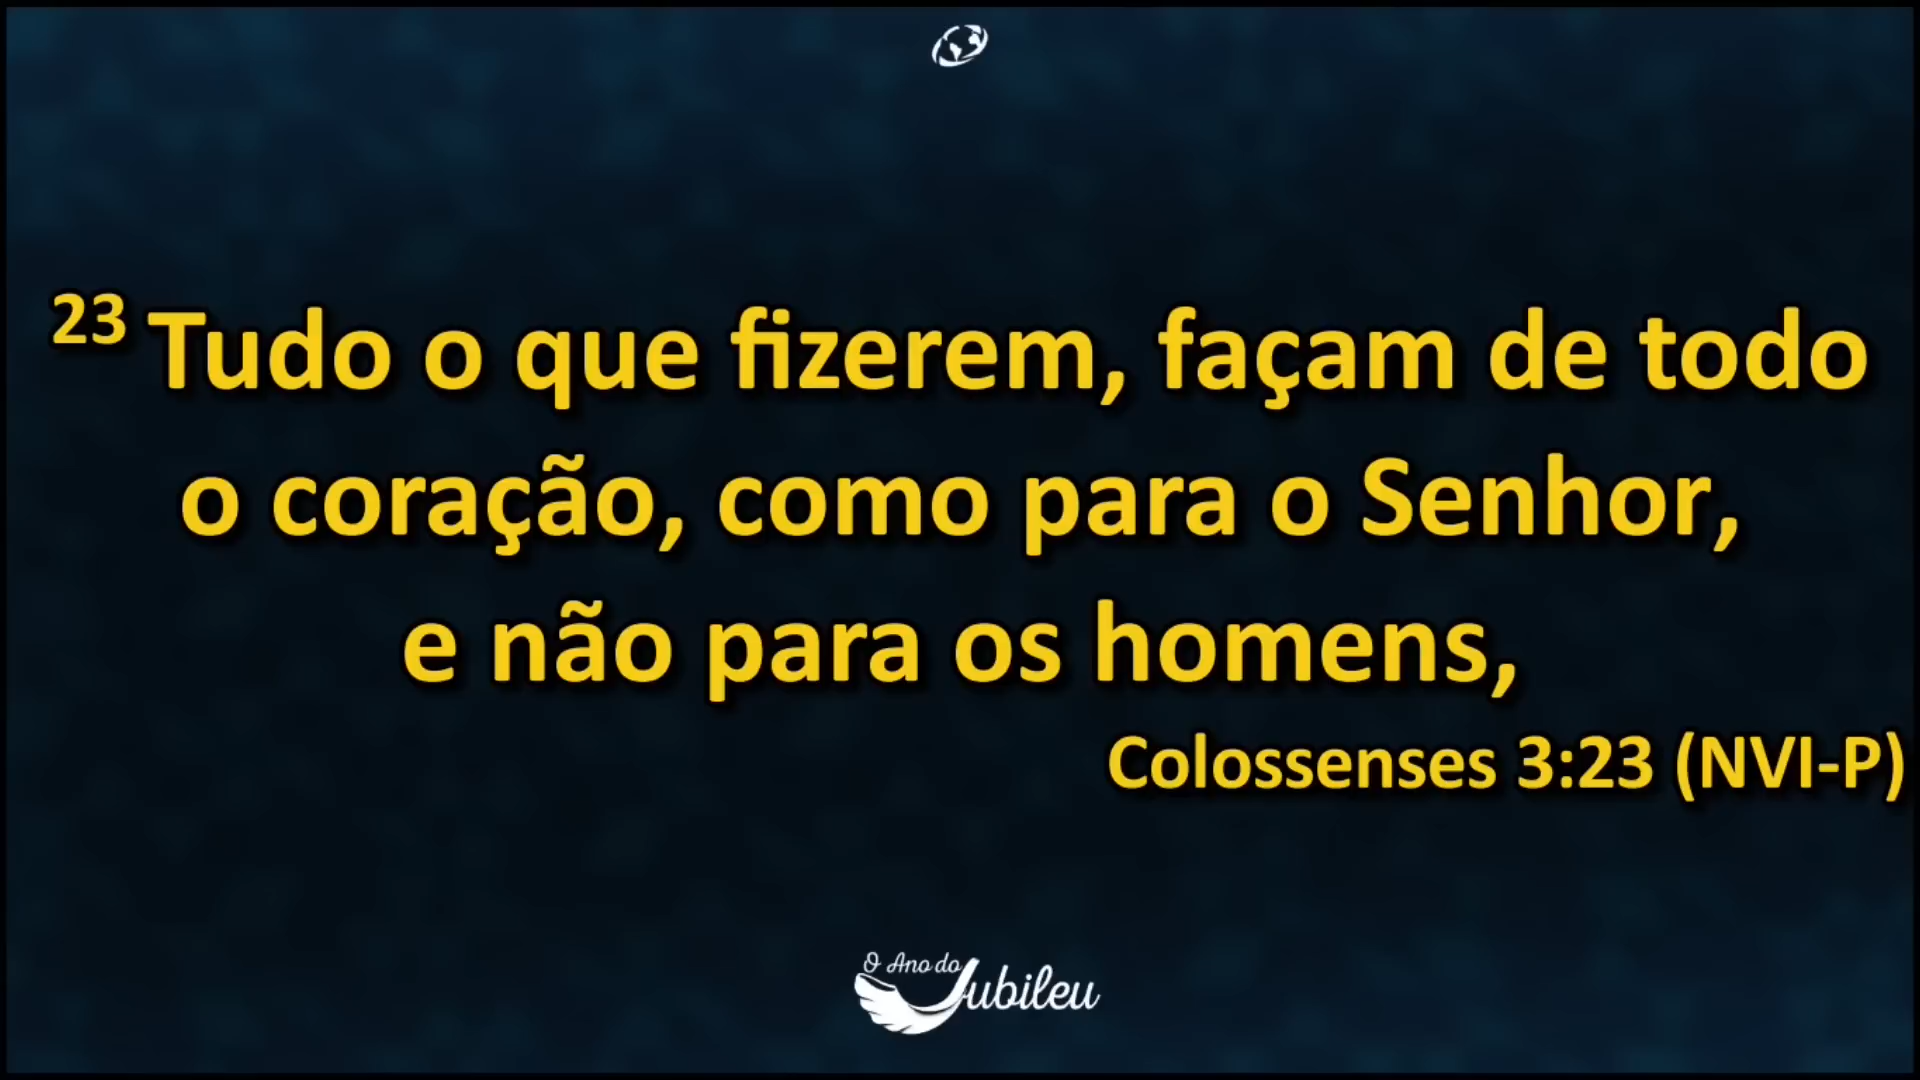 23 Tudo o que fizerem, façam de todo
o coração, como para o Senhor,
e não para os homens,
Colossenses 3:23 (NVI-P)
O Ano do
Jubileu